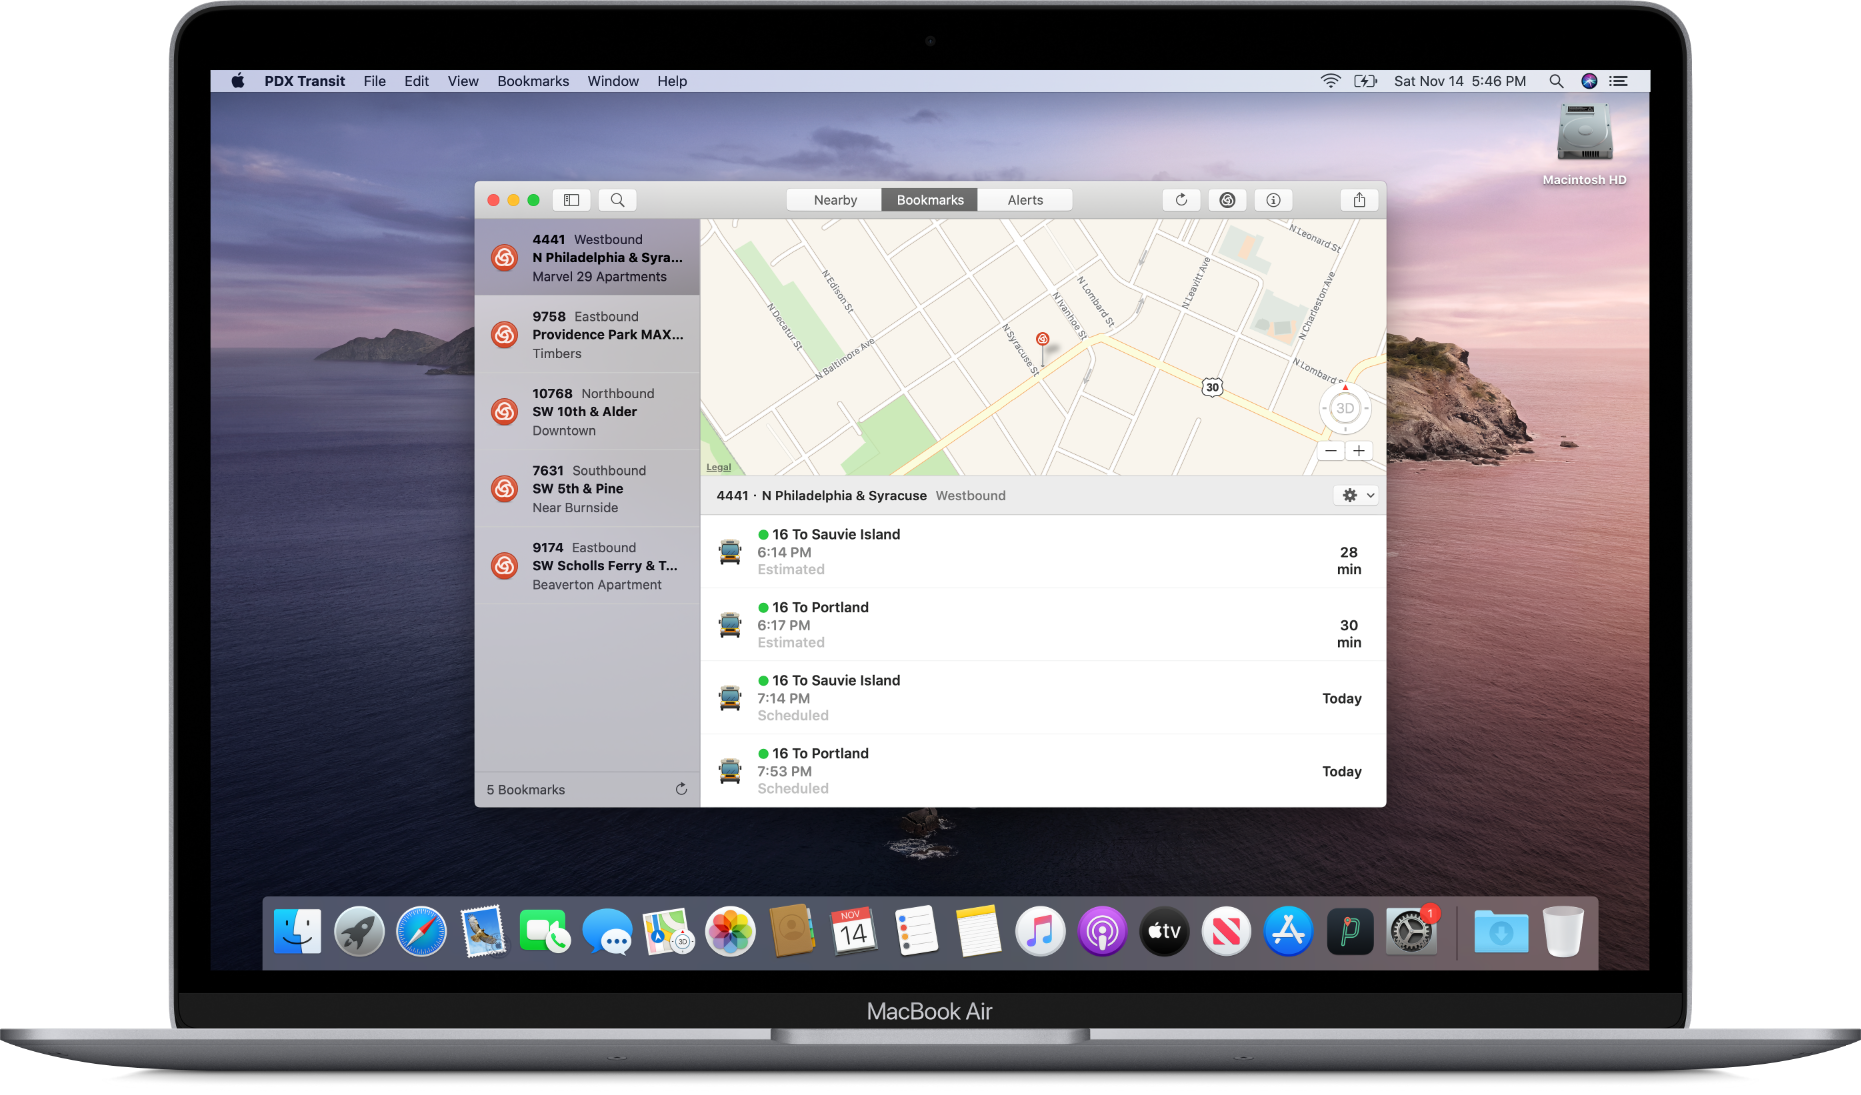 PDX Transit File Edit View Bookmarks Window Help Sat Nov 14 5:46 PM
Macintosh HD
Nearby Bookmarks Alerts
4441 Westbound
N Philadelphia & Syra...
Marvel 29 Apartments
9758 Eastbound
Providence Park MAX...
Timbers
10768 Northbound
SW 10th & Alder
Downtown
7631 Southbound
SW 5th & Pine
Near Burnside
9174 Eastbound
SW Scholls Ferry & T...
Beaverton Apartment
5 Bookmarks
N Leonard St
N Edison St
N Decatur St
N Baltimore Ave
N Syracuse St
N Ivanhoe St
N Lombard St
N Leavitt Ave
N Charleston Ave
N Lombard S
30
3D
Legal
4441 · N Philadelphia & Syracuse Westbound
16 To Sauvie Island
6:14 PM
Estimated
28
min
16 To Portland
6:17 PM
Estimated
30
min
16 To Sauvie Island
7:14 PM
Scheduled
Today
16 To Portland
7:53 PM
Scheduled
Today
3D
NOV
14
tv
1
MacBook Air